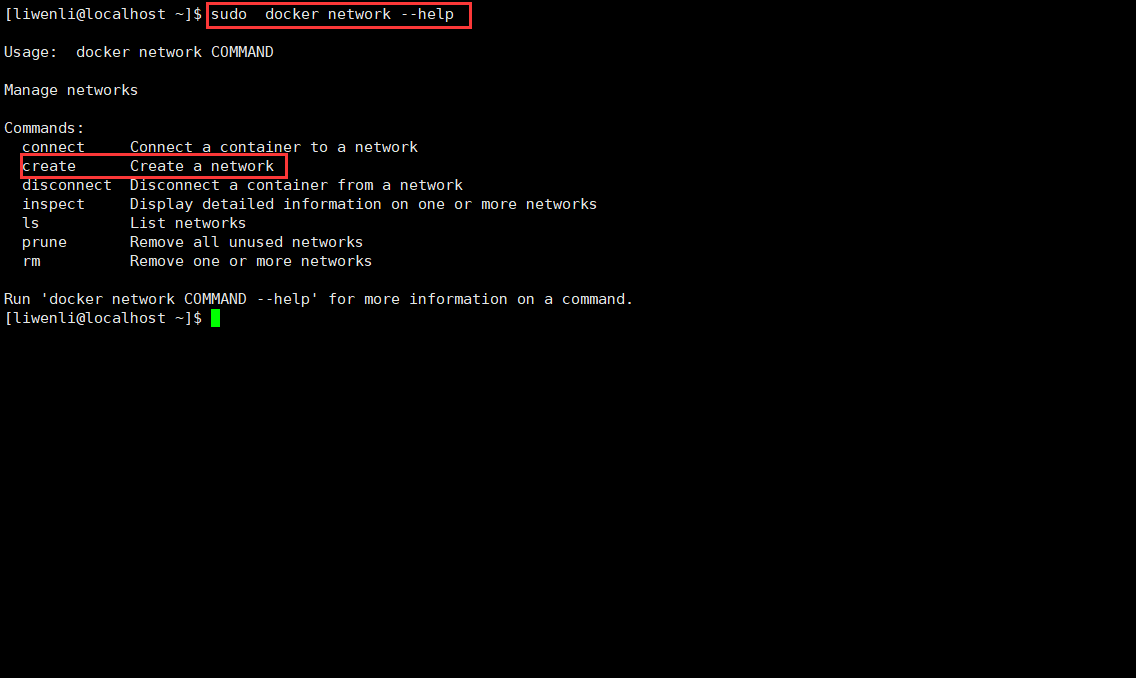 [liwenli@localhost ~]$ sudo  docker network --help

Usage:  docker network COMMAND

Manage networks

Commands:
  connect     Connect a container to a network
  create      Create a network
  disconnect  Disconnect a container from a network
  inspect     Display detailed information on one or more networks
  ls          List networks
  prune       Remove all unused networks
  rm          Remove one or more networks

Run 'docker network COMMAND --help' for more information on a command.
[liwenli@localhost ~]$